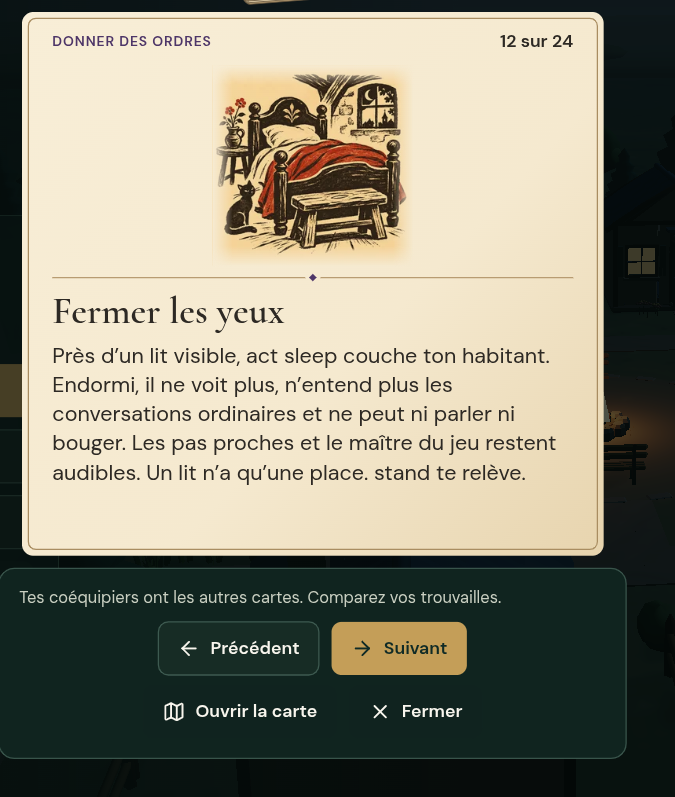 DONNER DES ORDRES
12 sur 24
Fermer les yeux
Près d’un lit visible, act sleep couche ton habitant.
Endormi, il ne voit plus, n’entend plus les
conversations ordinaires et ne peut ni parler ni
bouger. Les pas proches et le maître du jeu restent
audibles. Un lit n’a qu’une place. stand te relève.
Tes coéquipiers ont les autres cartes. Comparez vos trouvailles.
Précédent
Suivant
Ouvrir la carte
Fermer